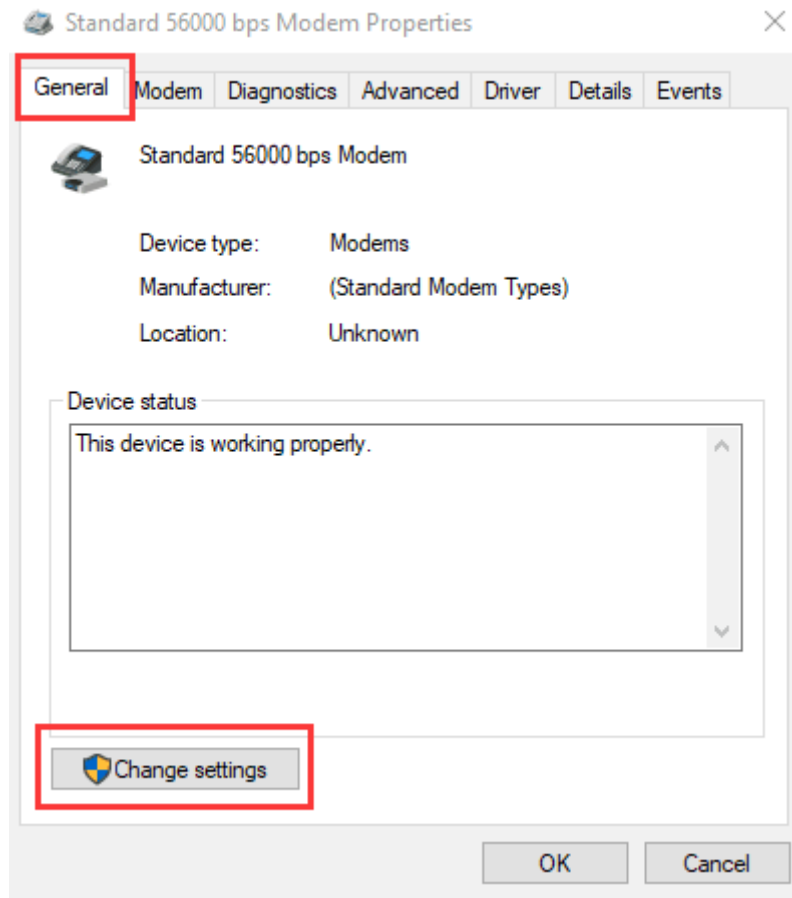 Standard 56000 bps Modem Properties
General Modem Diagnostics Advanced Driver Details Events
Standard 56000 bps Modem
Device type: Modems
Manufacturer: (Standard Modem Types)
Location: Unknown
Device status
This device is working properly.
Change settings
OK Cancel